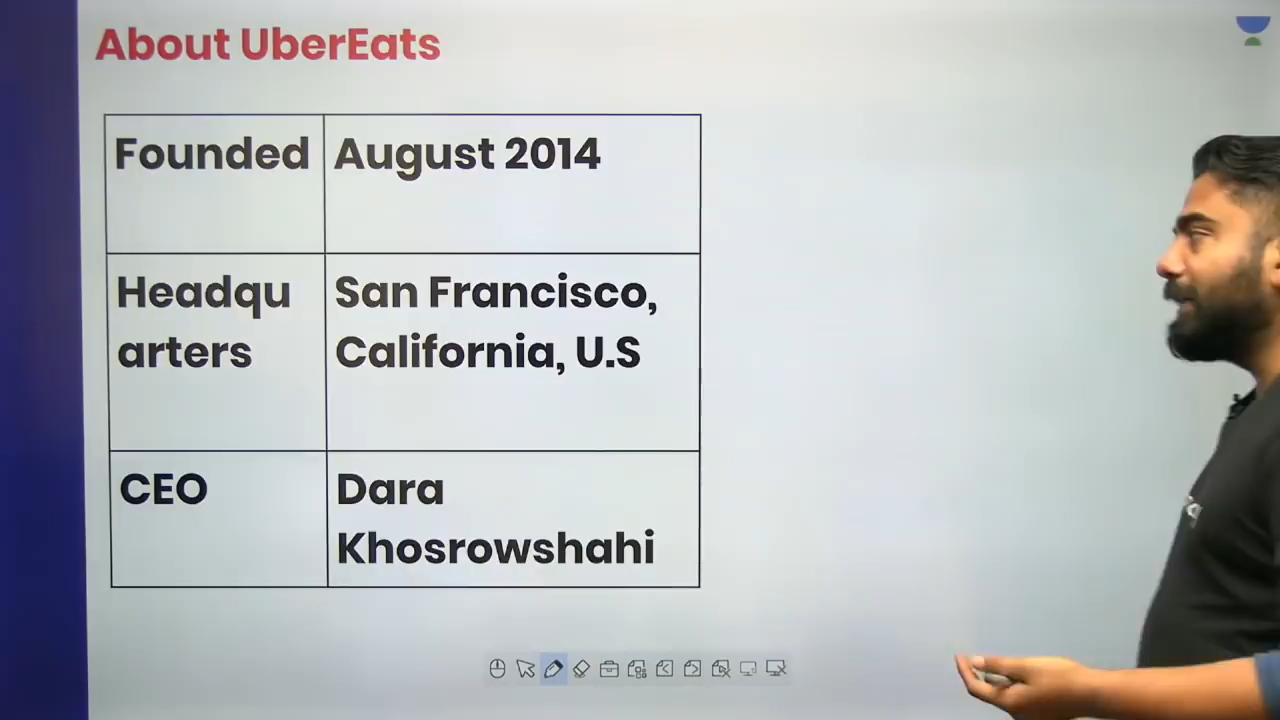 About UberEats
Founded August 2014
Headqu
arters
San Francisco,
California, U.S
CEO
Dara
Khosrowshahi